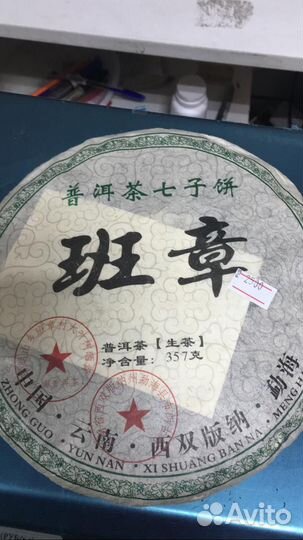 普洱茶七子饼
班章
2500
普洱茶【生茶】
净含量：357克
中国·云南·西双版纳·勐海
ZHONG GUO · YUN NAN · XI SHUANG BAN NA · MENG
Avito